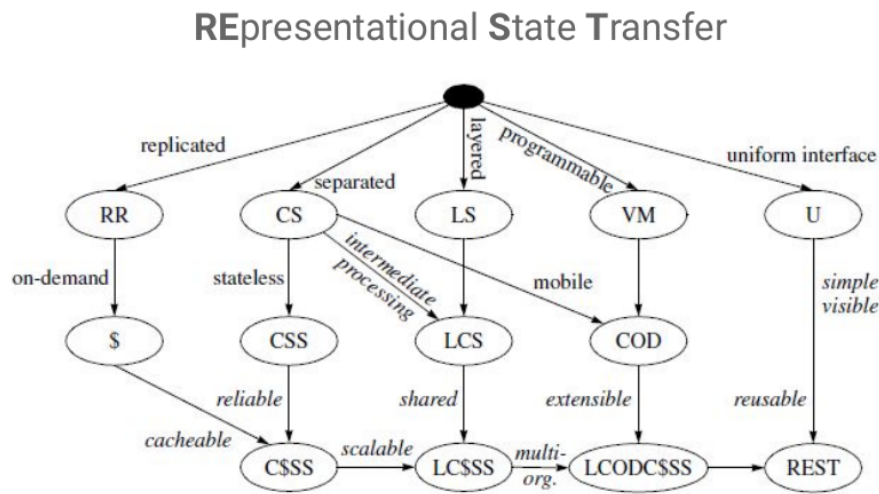 REpresentational State Transfer
replicated
separated
layered
programmable
uniform interface
RR
CS
LS
VM
U
on-demand
stateless
intermediate
processing
mobile
simple
visible
$
CSS
LCS
COD
reliable
shared
extensible
reusable
cacheable
scalable
multi-
org.
C$SS
LC$SS
LCODC$SS
REST